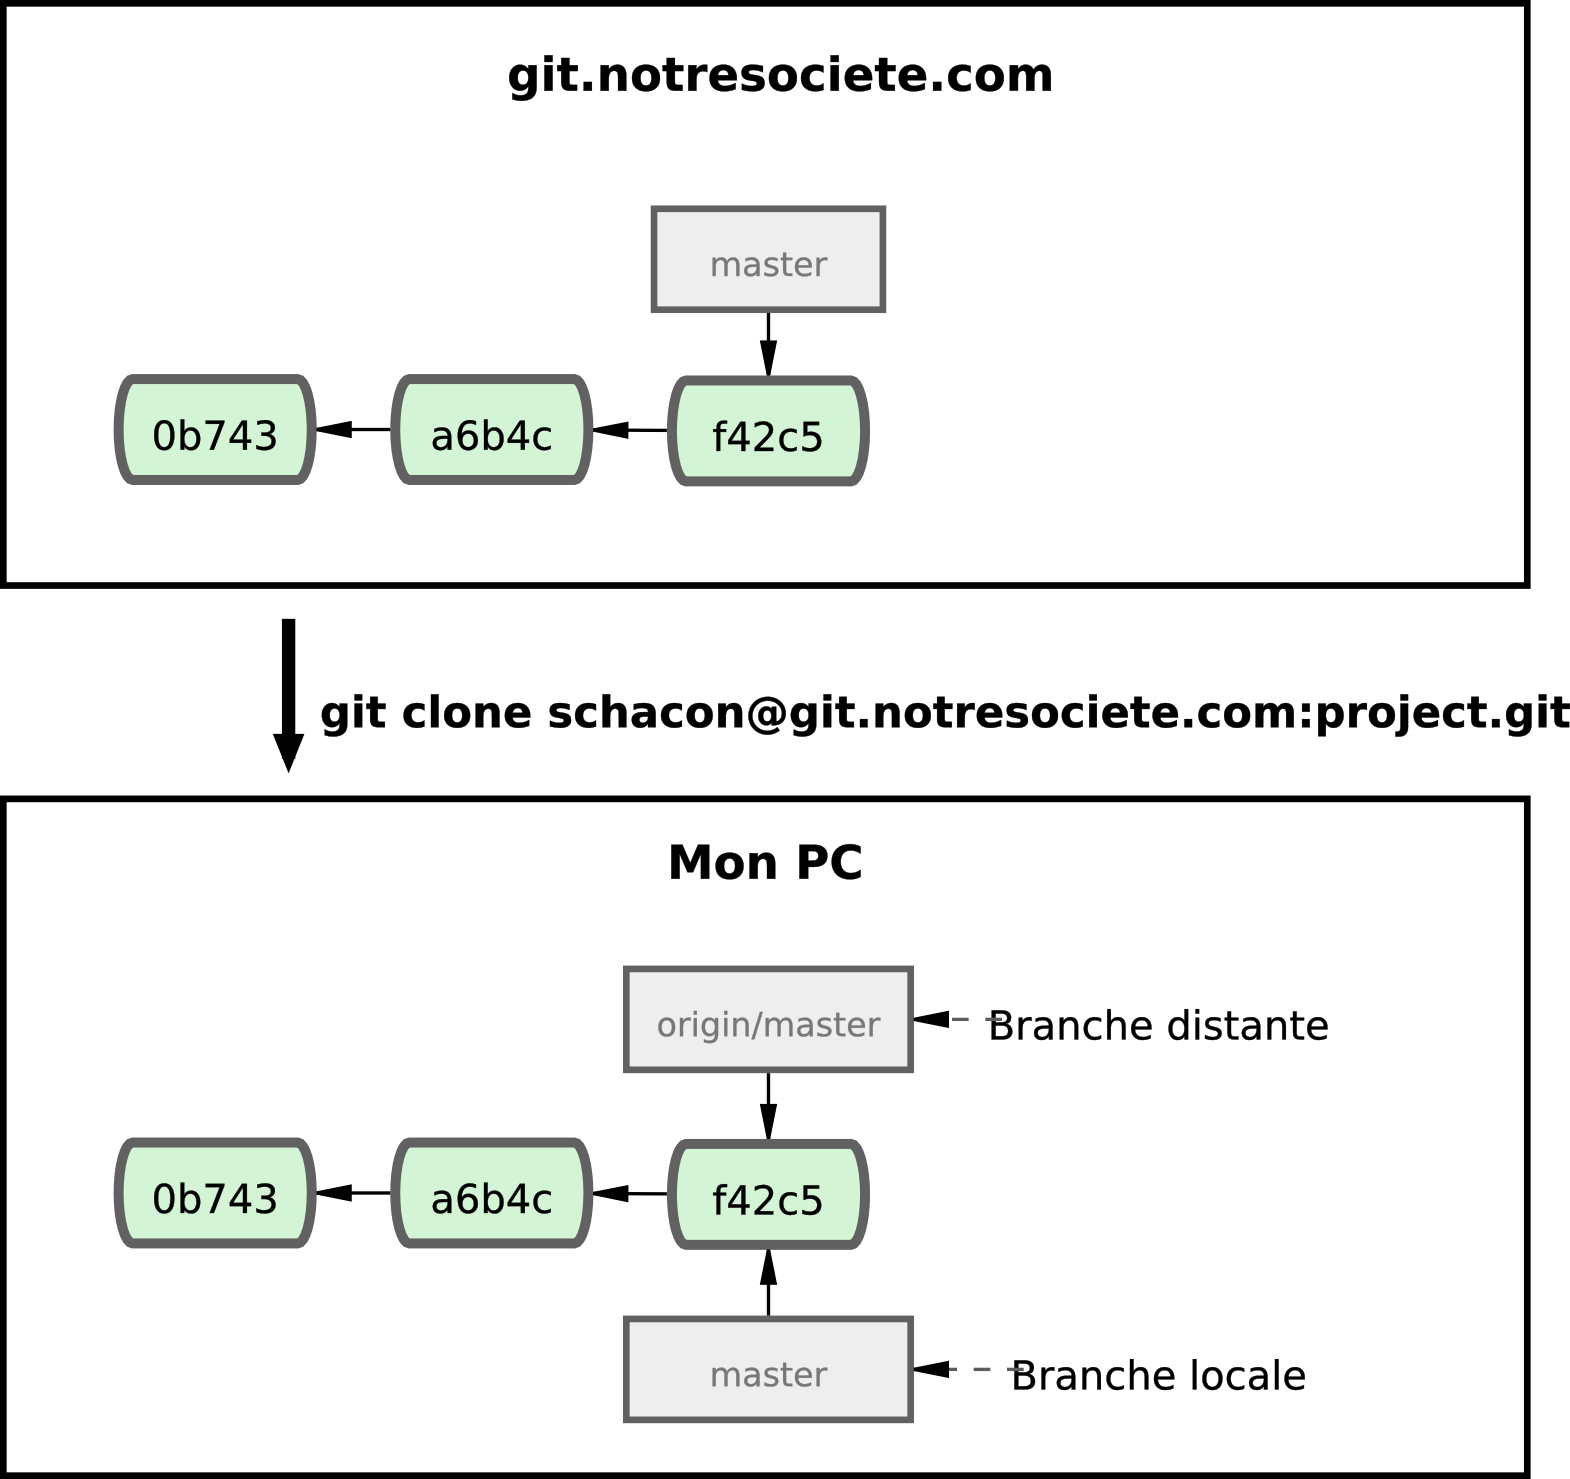 git.notresociete.com
master
0b743
a6b4c
f42c5
git clone schacon@git.notresociete.com:project.git
Mon PC
origin/master
Branche distante
0b743
a6b4c
f42c5
master
Branche locale